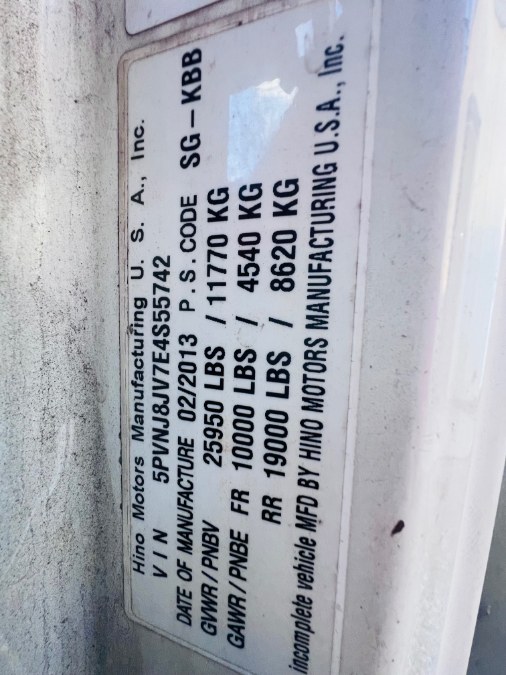 Hino Motors Manufacturing U. S. A., Inc.
VIN 5PVNJ8JV7E4S55742
DATE OF MANUFACTURE 02/2013 P.S.CODE SG-KBB
GVWR/PNBV 25950 LBS / 11770 KG
GAWR/PNBE FR 10000 LBS / 4540 KG
RR 19000 LBS / 8620 KG
incomplete vehicle MFD BY HINO MOTORS MANUFACTURING U.S.A., Inc.